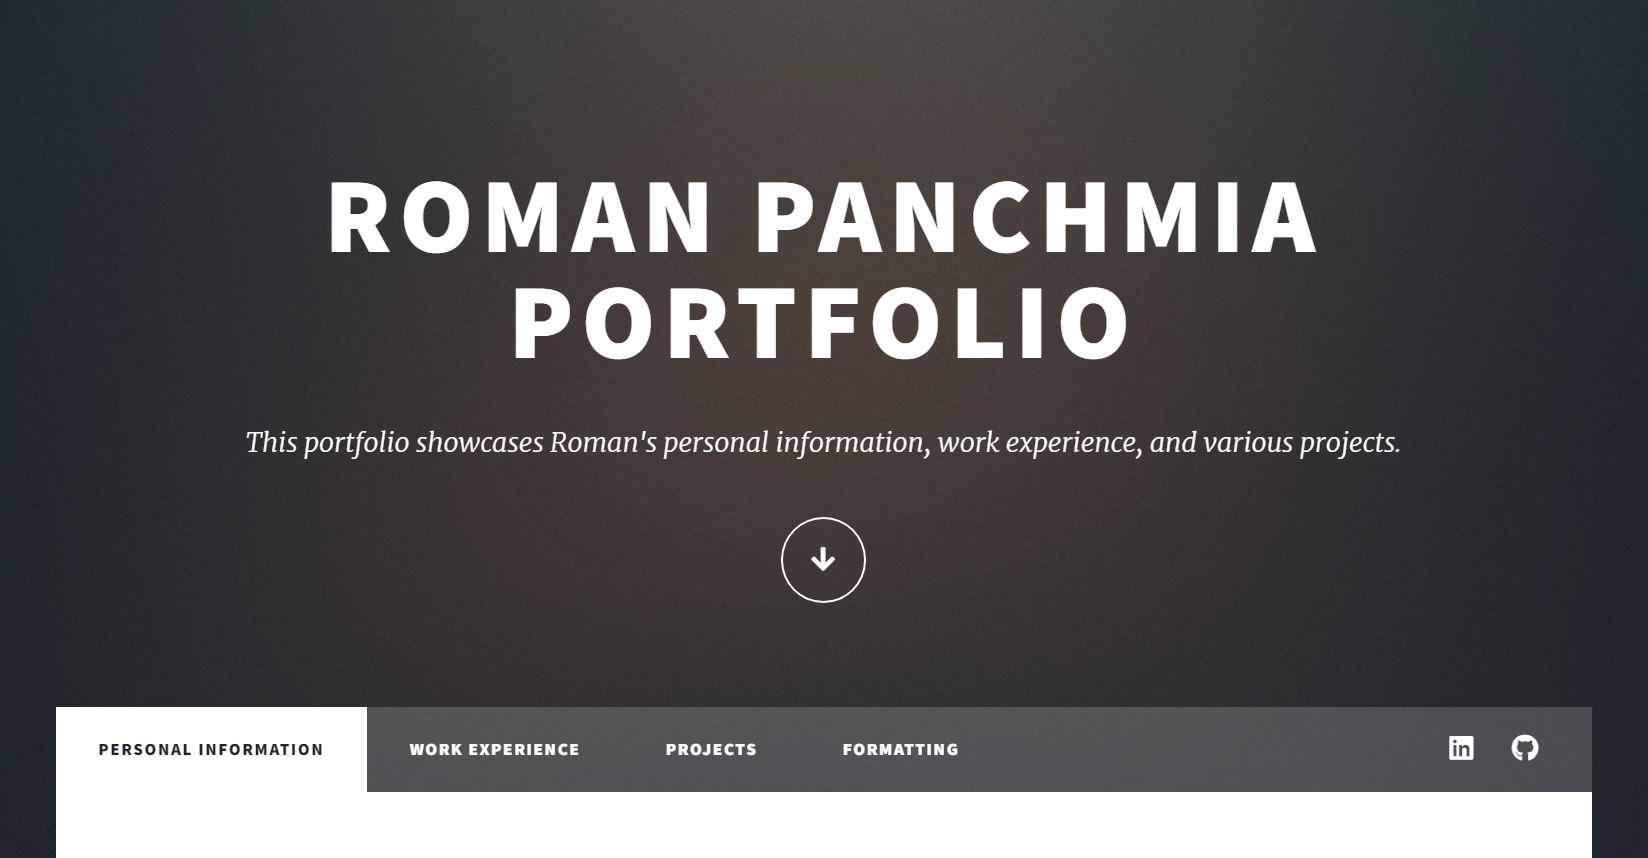 ROMAN PANCHMIA
PORTFOLIO
This portfolio showcases Roman's personal information, work experience, and various projects.
PERSONAL INFORMATION
WORK EXPERIENCE
PROJECTS
FORMATTING
in